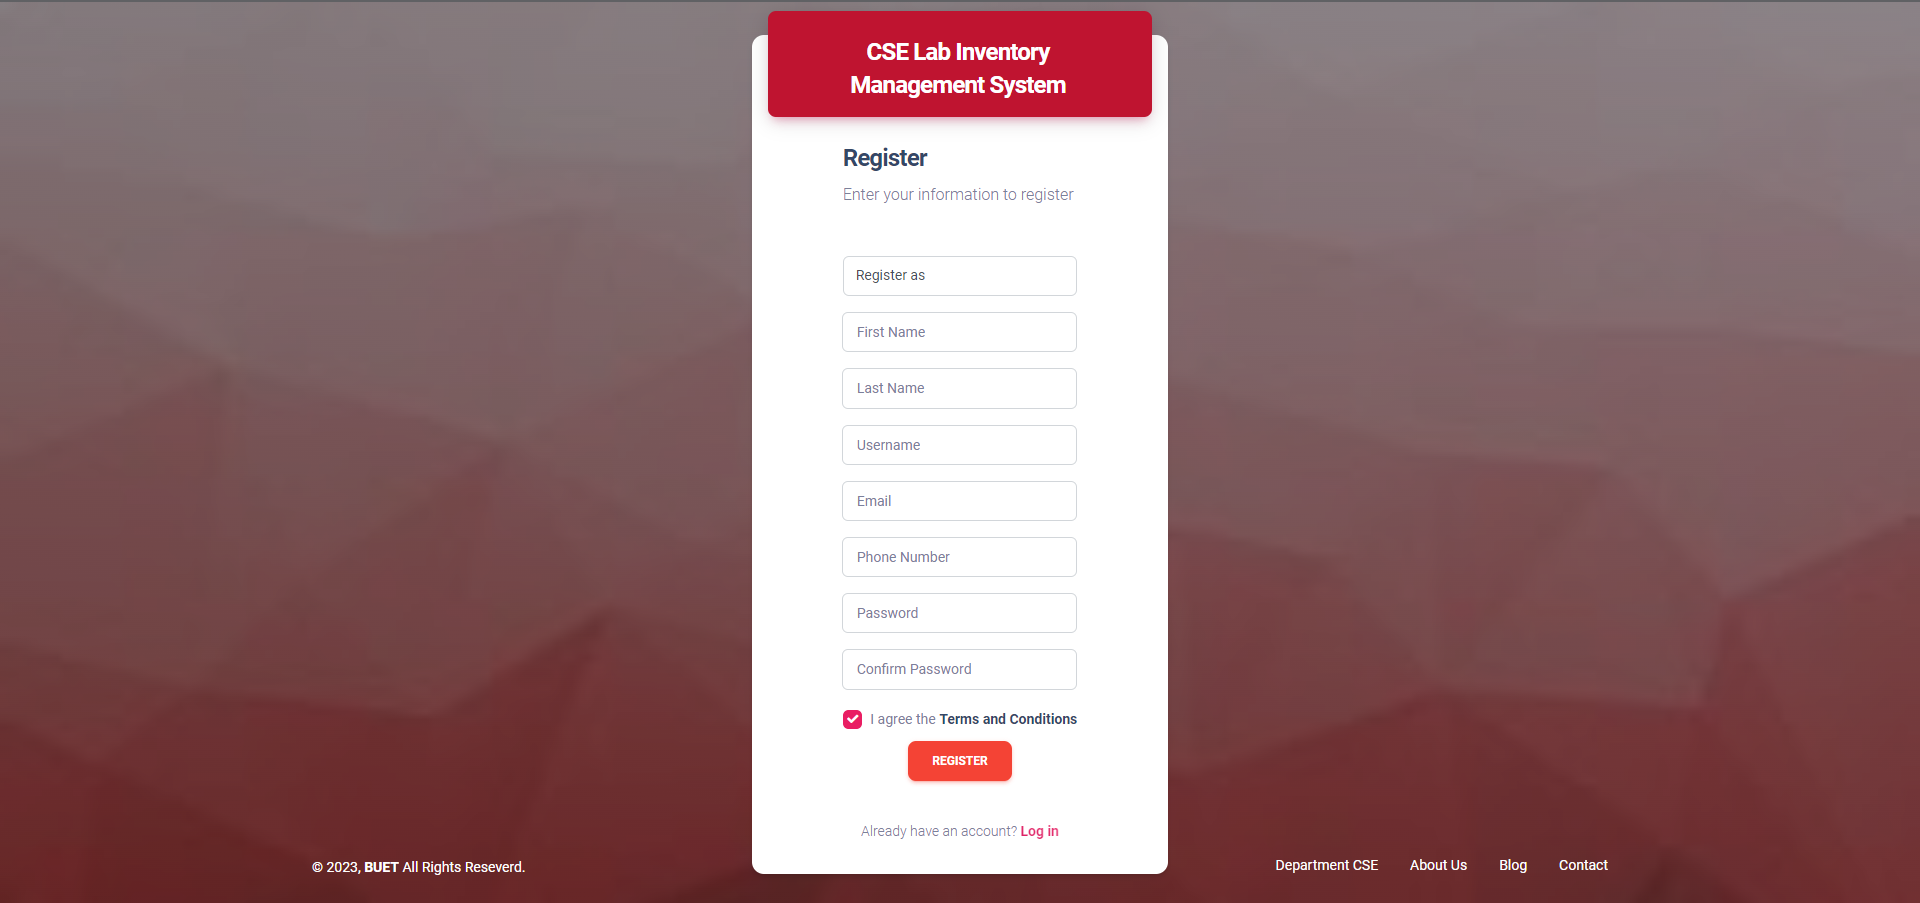 CSE Lab Inventory
Management System
Register
Enter your information to register
Register as
First Name
Last Name
Username
Email
Phone Number
Password
Confirm Password
I agree the Terms and Conditions
REGISTER
Already have an account? Log in
© 2023, BUET All Rights Reseverd.
Department CSE About Us Blog Contact